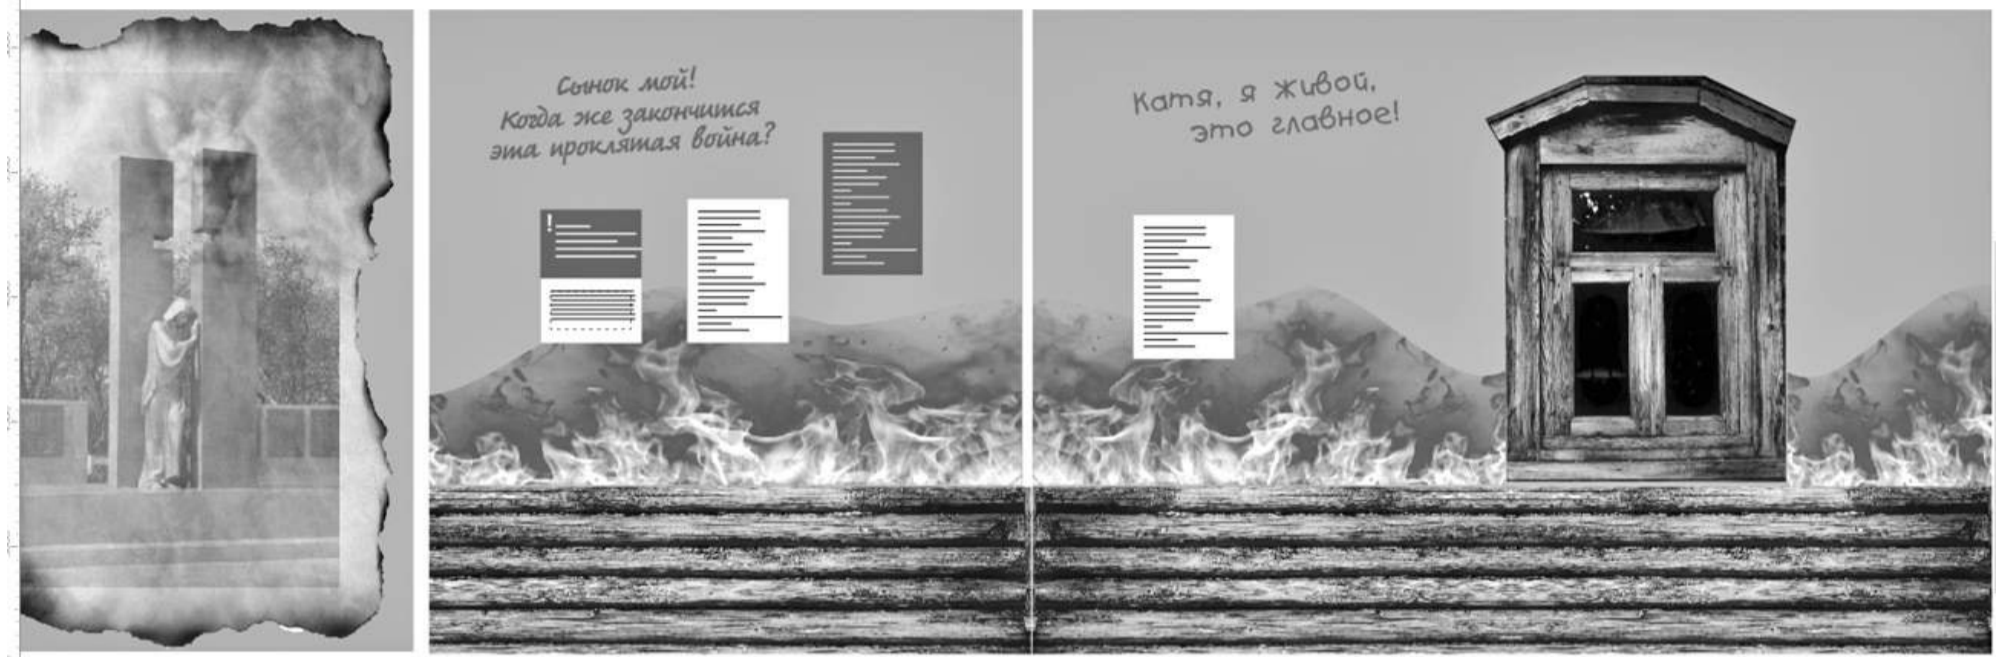 Сынок мой!
Когда же закончится
эта проклятая война?
Катя, я живой,
это главное!